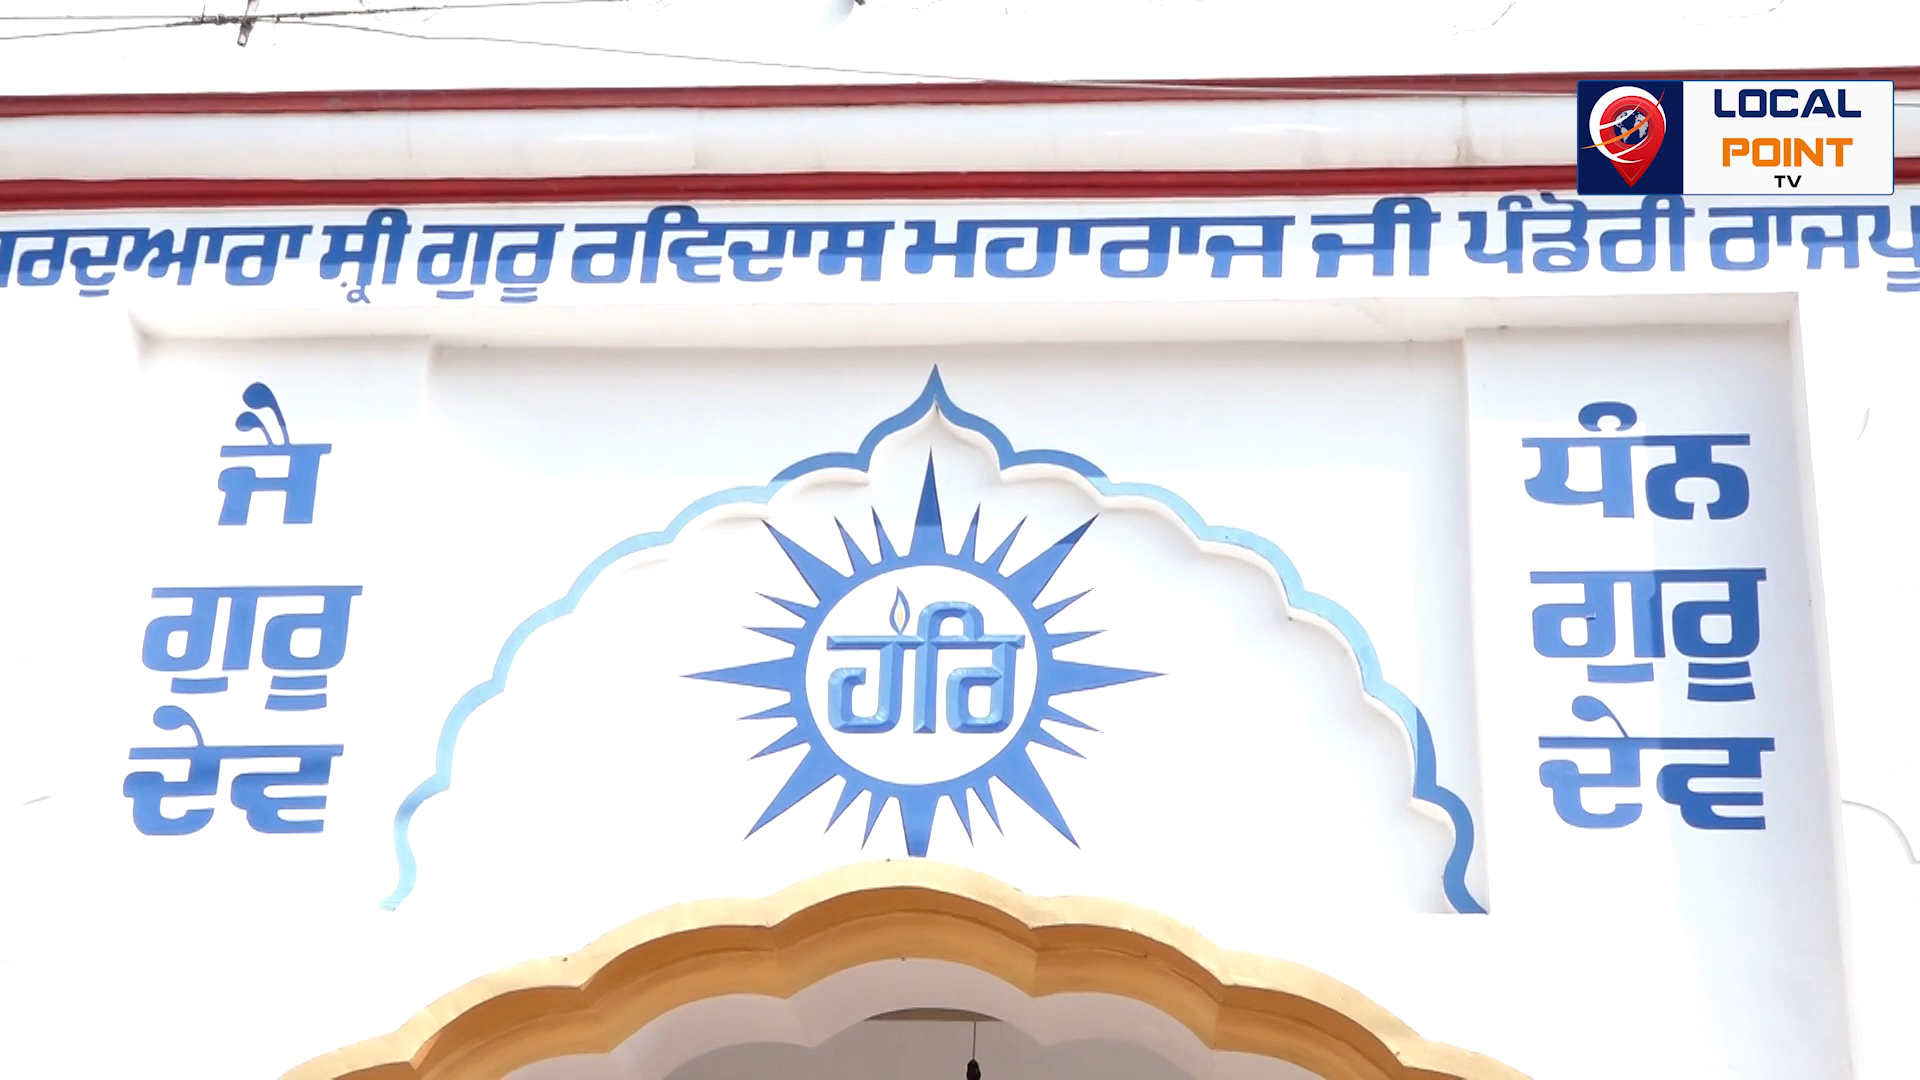 LOCAL
POINT
TV
ਰਦੁਆਰਾ ਸ਼੍ਰੀ ਗੁਰੂ ਰਵਿਦਾਸ ਮਹਾਰਾਜ ਜੀ ਪੰਡੋਰੀ ਰਾਜਪੂ
ਜੈ
ਗੁਰੂ
ਦੇਵ
ਹਰਿ
ਧੰਨ
ਗੁਰੂ
ਦੇਵ